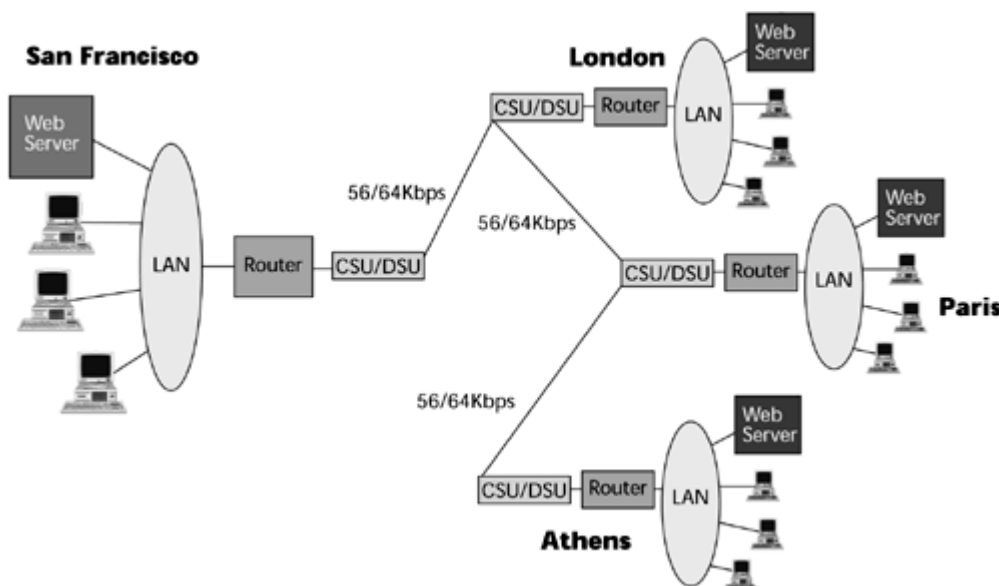 San Francisco
Web
Server
LAN
Router
CSU/DSU
56/64Kbps
London
Web
Server
CSU/DSU
Router
LAN
56/64Kbps
Web
Server
CSU/DSU
Router
LAN
Paris
56/64Kbps
Web
Server
CSU/DSU
Router
LAN
Athens